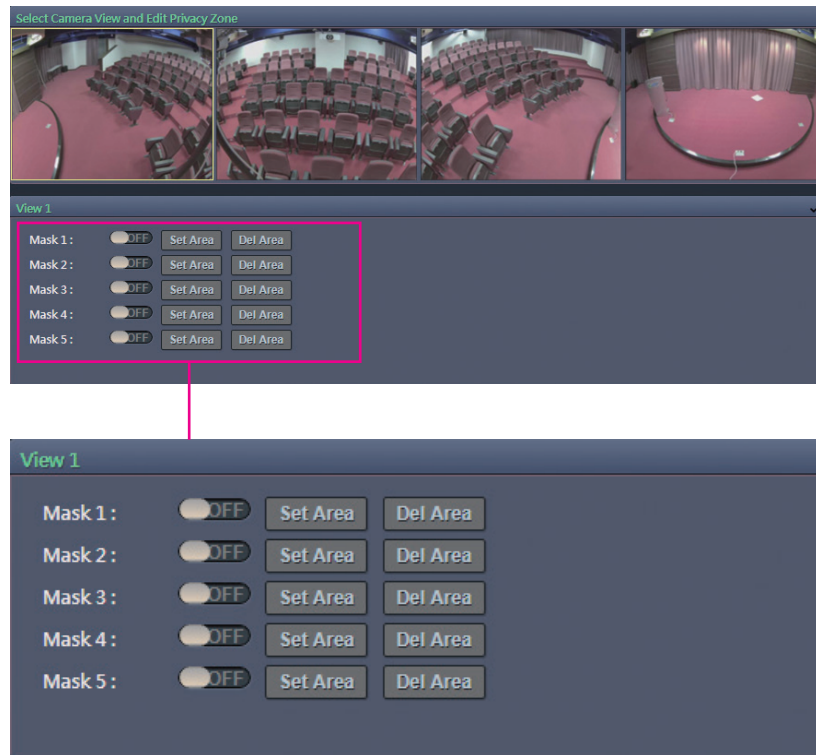 Select Camera View and Edit Privacy Zone
View 1
Mask 1 : OFF Set Area Del Area
Mask 2 : OFF Set Area Del Area
Mask 3 : OFF Set Area Del Area
Mask 4 : OFF Set Area Del Area
Mask 5 : OFF Set Area Del Area
View 1
Mask 1 : OFF Set Area Del Area
Mask 2 : OFF Set Area Del Area
Mask 3 : OFF Set Area Del Area
Mask 4 : OFF Set Area Del Area
Mask 5 : OFF Set Area Del Area